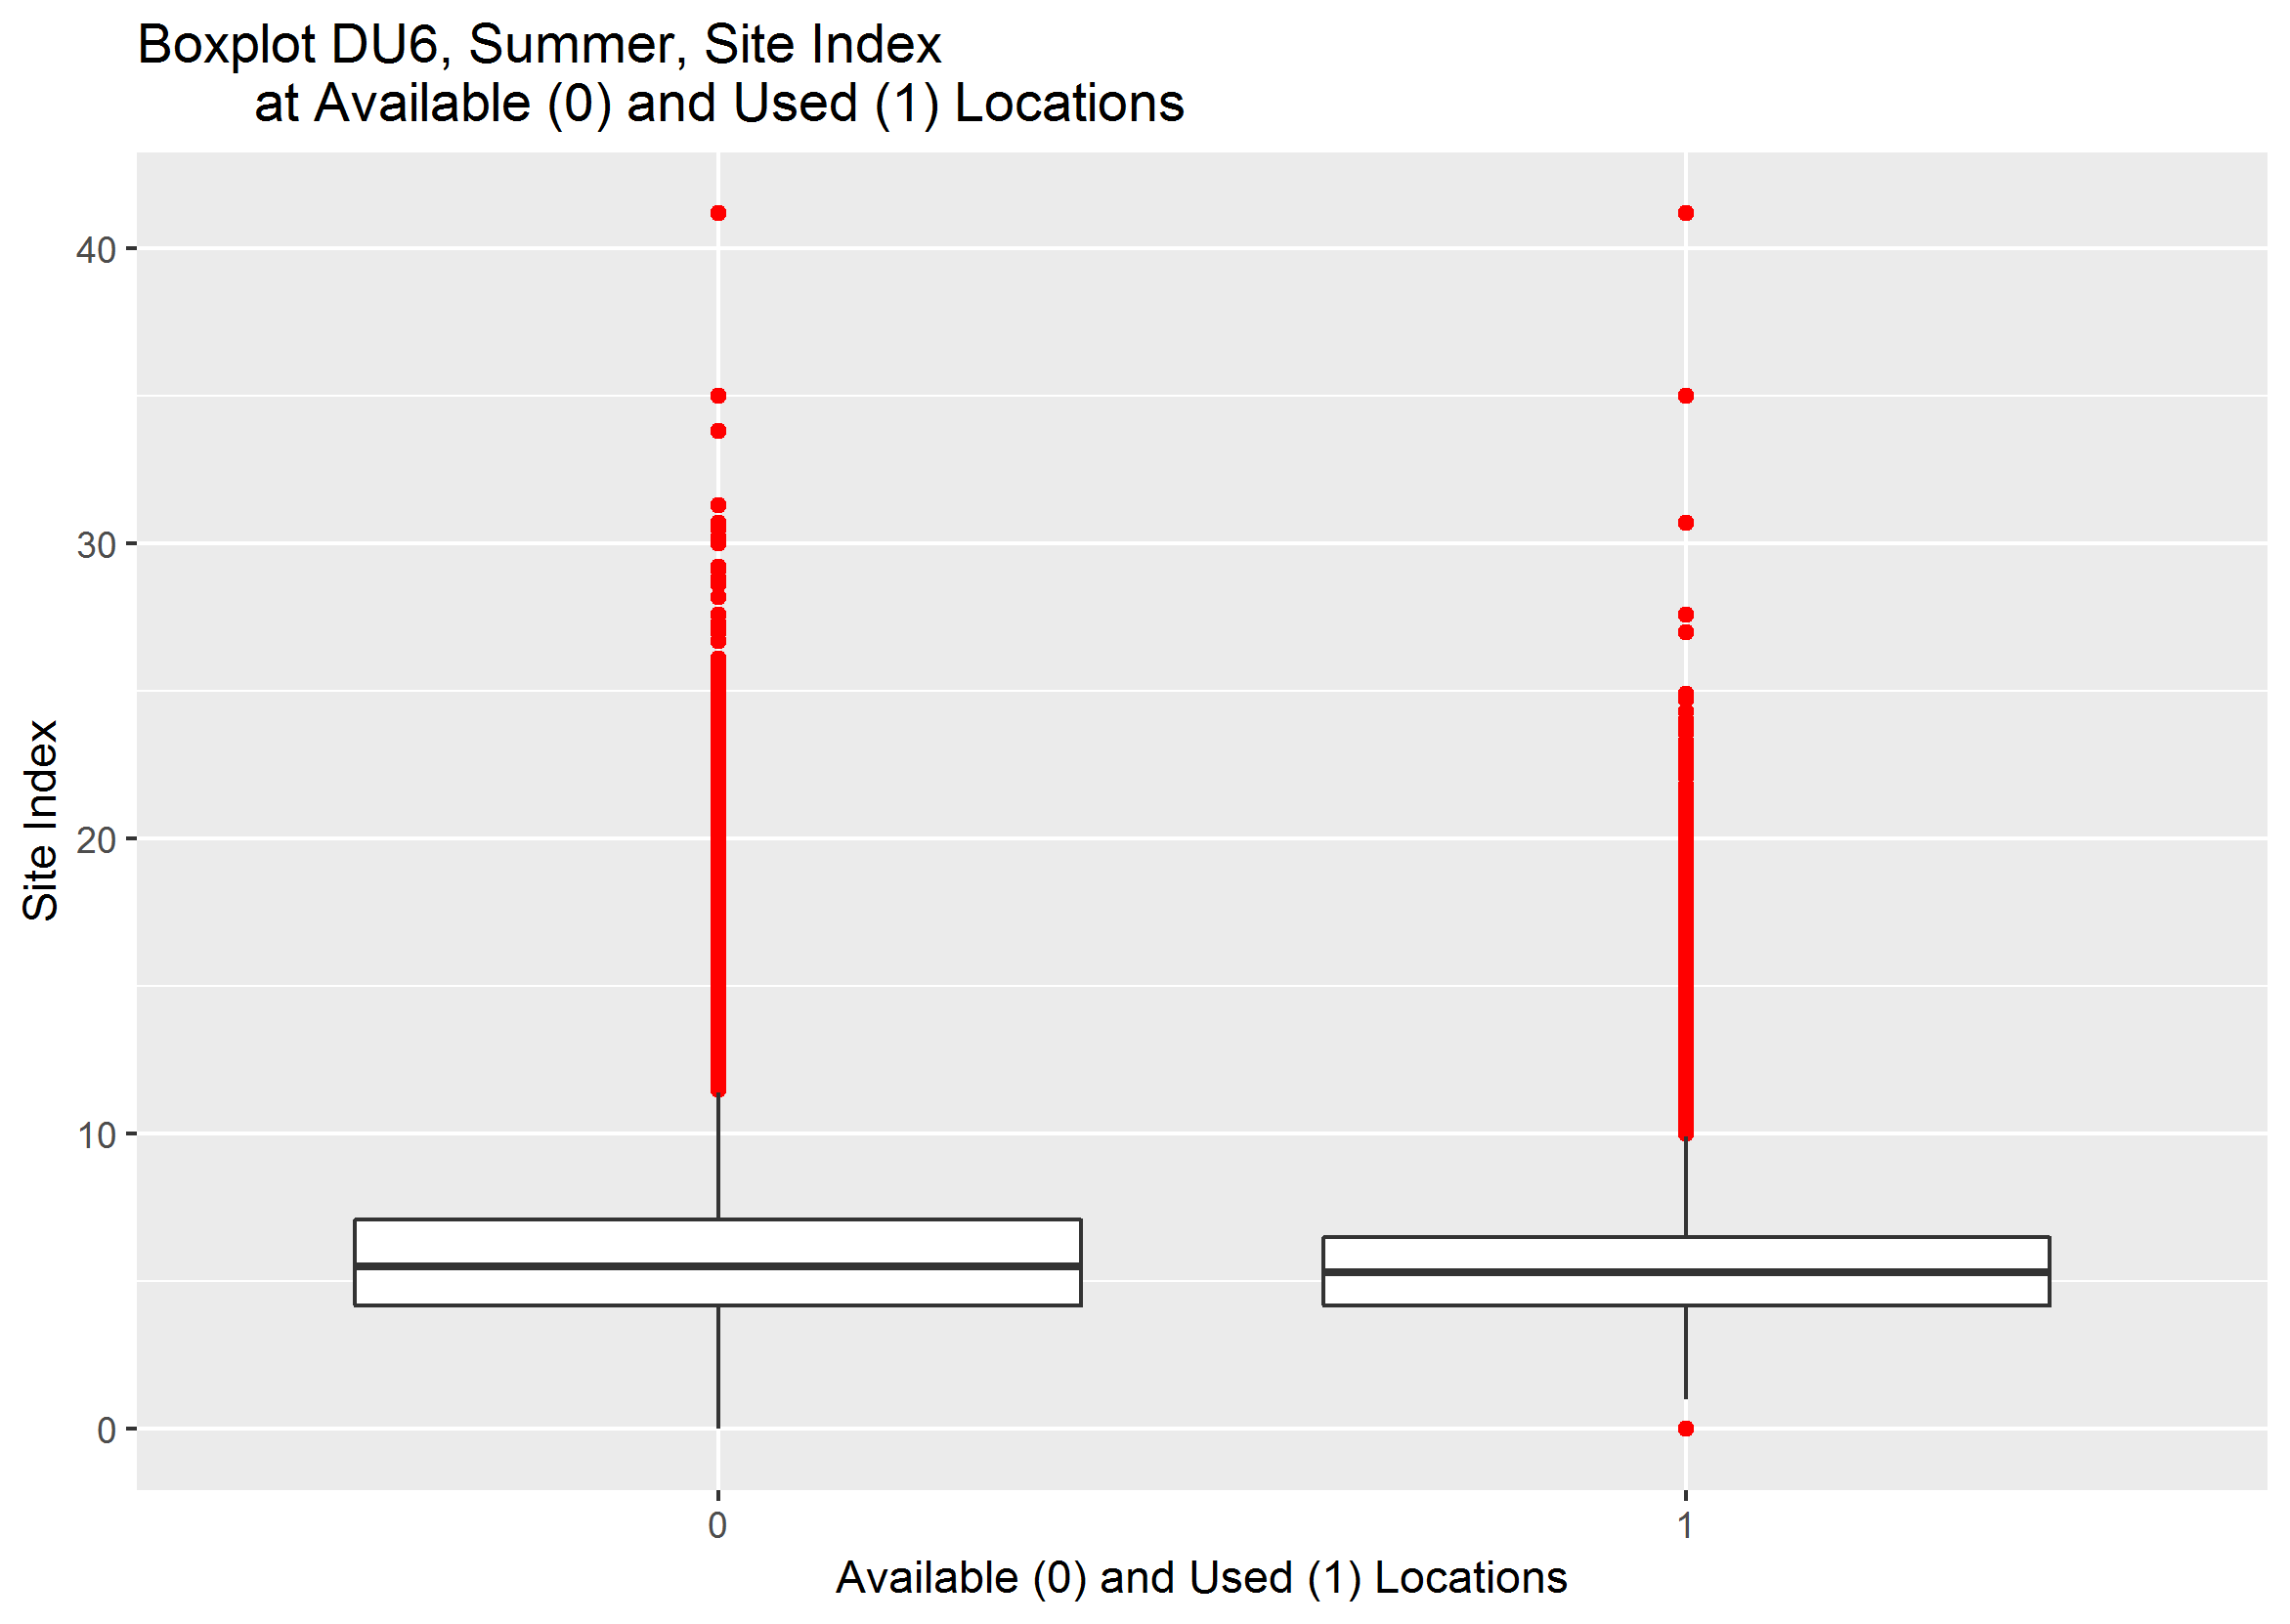 Boxplot DU6, Summer, Site Index
at Available (0) and Used (1) Locations
Site Index
40
30
20
10
0
0
1
Available (0) and Used (1) Locations